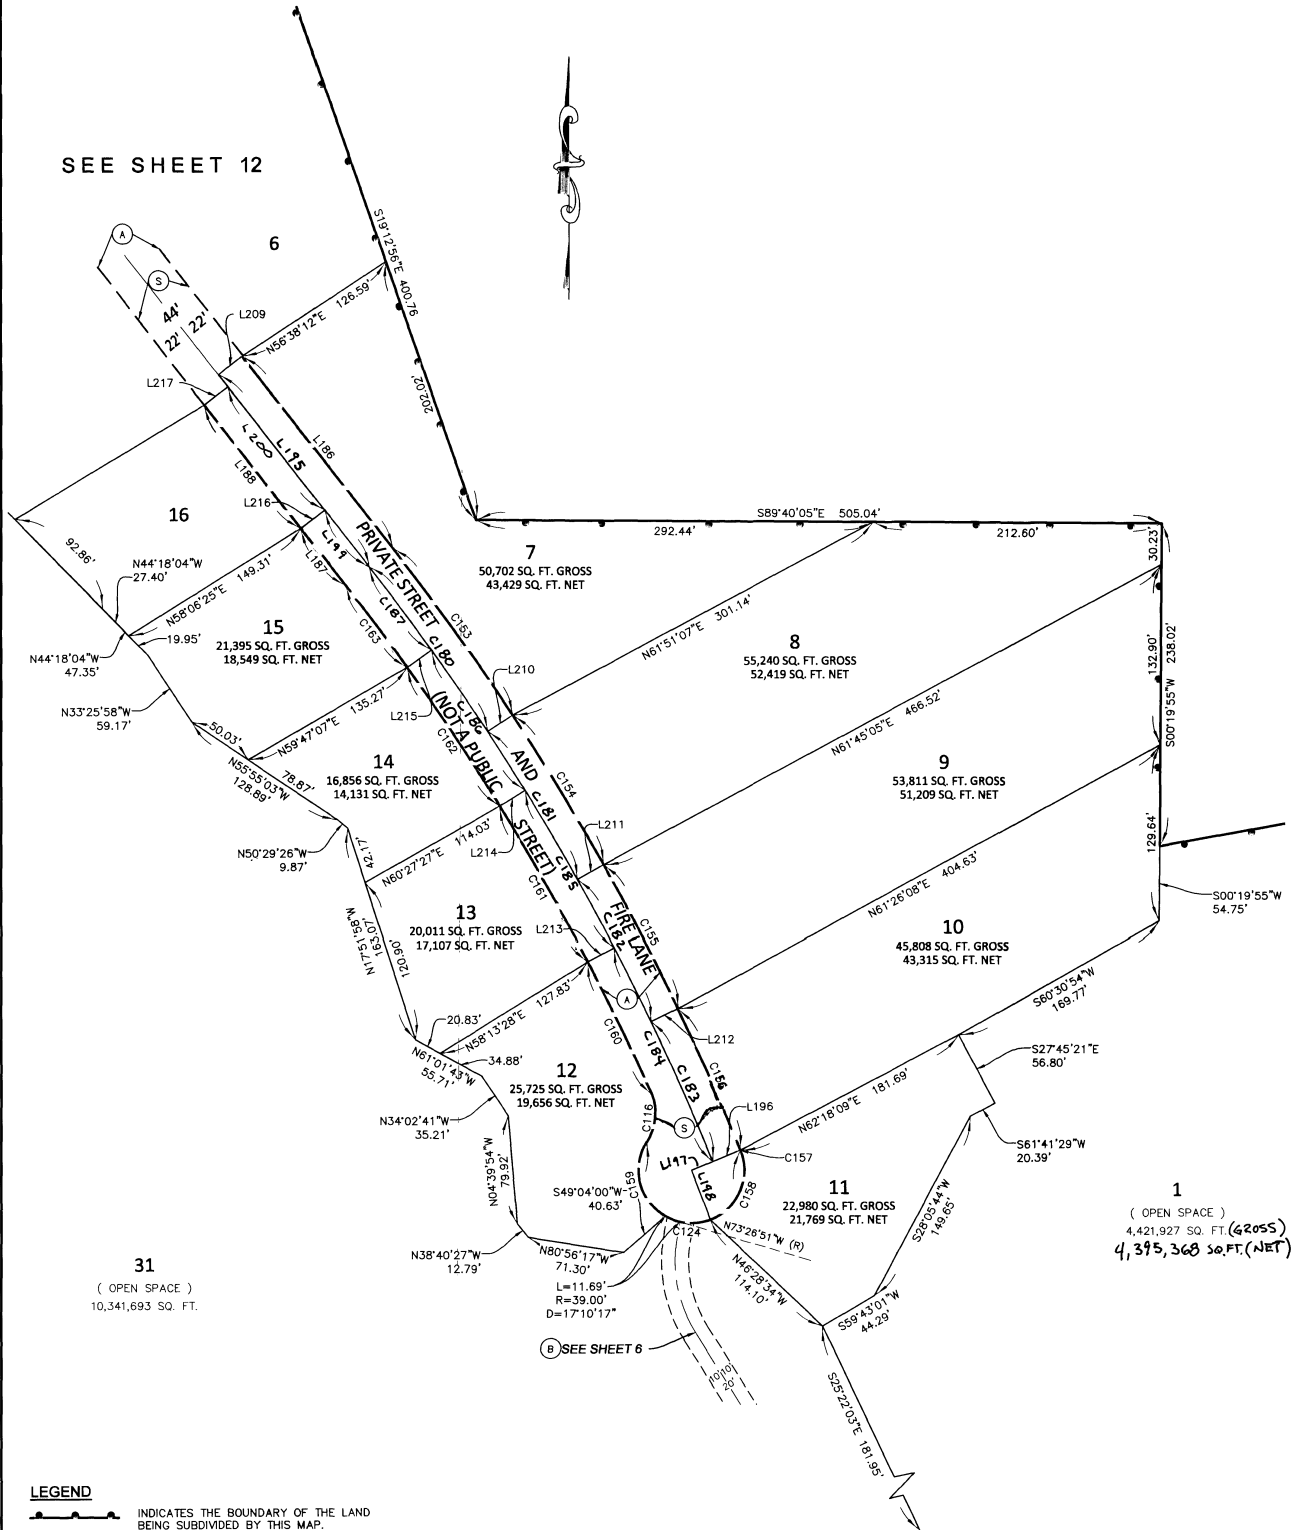 SEE SHEET 12
A
S
6
44'
22' 22'
L209
N56°38'12"E 126.59'
S19°12'56"E 400.76
202.02'
L217
L200
L195
L186
L188
16
L216
92.86'
N44°18'04"W
27.40'
N58°06'25"E 149.31'
L199
L187
PRIVATE STREET
S89°40'05"E 505.04'
292.44'
212.60'
30.23'
7
50,702 SQ. FT. GROSS
43,429 SQ. FT. NET
C153
L187
C163
C180
15
21,395 SQ. FT. GROSS
18,549 SQ. FT. NET
19.95'
N44°18'04"W
47.35'
N33°25'58"W
59.17'
N61°51'07"E 301.14'
8
55,240 SQ. FT. GROSS
52,419 SQ. FT. NET
132.90'
238.02'
S00°19'55"W
L210
L215
50.03'
N59°47'07"E 135.27'
C186
(NOT A PUBLIC
C162
AND
N61°45'05"E 466.52'
14
16,856 SQ. FT. GROSS
14,131 SQ. FT. NET
N55°55'03"W
128.89'
78.87'
9
53,811 SQ. FT. GROSS
51,209 SQ. FT. NET
C154
C181
N50°29'26"W
9.87'
42.17'
N60°27'27"E 114.03'
L214
STREET)
L211
C185
C161
129.64'
N61°26'08"E 404.63'
S00°19'55"W
54.75'
13
20,011 SQ. FT. GROSS
17,107 SQ. FT. NET
N17°51'58"W
163.07'
120.90'
L213
C182
FIRE LANE
C155
10
45,808 SQ. FT. GROSS
43,315 SQ. FT. NET
A
S60°30'54"W
169.77'
20.83'
N58°13'28"E 127.83'
N61°01'43"W
55.71'
34.88'
C160
L212
S27°45'21"E
56.80'
12
25,725 SQ. FT. GROSS
19,656 SQ. FT. NET
C184
C183
C156
N34°02'41"W
35.21'
C116
S
L196
N62°18'09"E 181.69'
S61°41'29"W
20.39'
N04°39'54"W
79.92'
C157
L197
L198
C159
C158
S49°04'00"W
40.63'
11
22,980 SQ. FT. GROSS
21,769 SQ. FT. NET
1
( OPEN SPACE )
4,421,927 SQ. FT. (GROSS)
4,395,368 SQ.FT. (NET)
S28°05'44"W
149.65'
C124
N73°26'51"W (R)
N38°40'27"W
12.79'
N80°56'17"W
71.30'
N46°28'34"W
114.10'
31
( OPEN SPACE )
10,341,693 SQ. FT.
L=11.69'
R=39.00'
D=17°10'17"
S59°43'01"W
44.29'
B SEE SHEET 6
10' 10'
20'
S25°22'03"E 181.95'
LEGEND
INDICATES THE BOUNDARY OF THE LAND
BEING SUBDIVIDED BY THIS MAP.